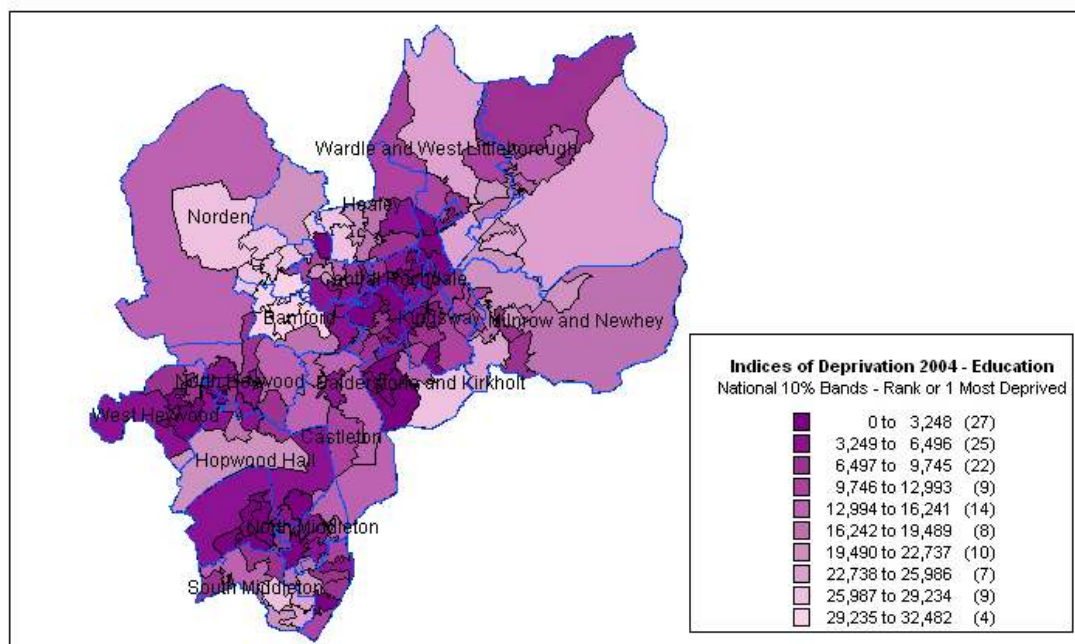 Wardle and West Littleborough
Healey
Norden
Central Rochdale
Bamford
Kingsway
Milnrow and Newhey
North Heywood
Balderstone and Kirkholt
West Heywood
Castleton
Hopwood Hall
North Middleton
South Middleton
Indices of Deprivation 2004 - Education
National 10% Bands - Rank or 1 Most Deprived
0 to 3,248 (27)
3,249 to 6,496 (25)
6,497 to 9,745 (22)
9,746 to 12,993 (9)
12,994 to 16,241 (14)
16,242 to 19,489 (8)
19,490 to 22,737 (10)
22,738 to 25,986 (7)
25,987 to 29,234 (9)
29,235 to 32,482 (4)